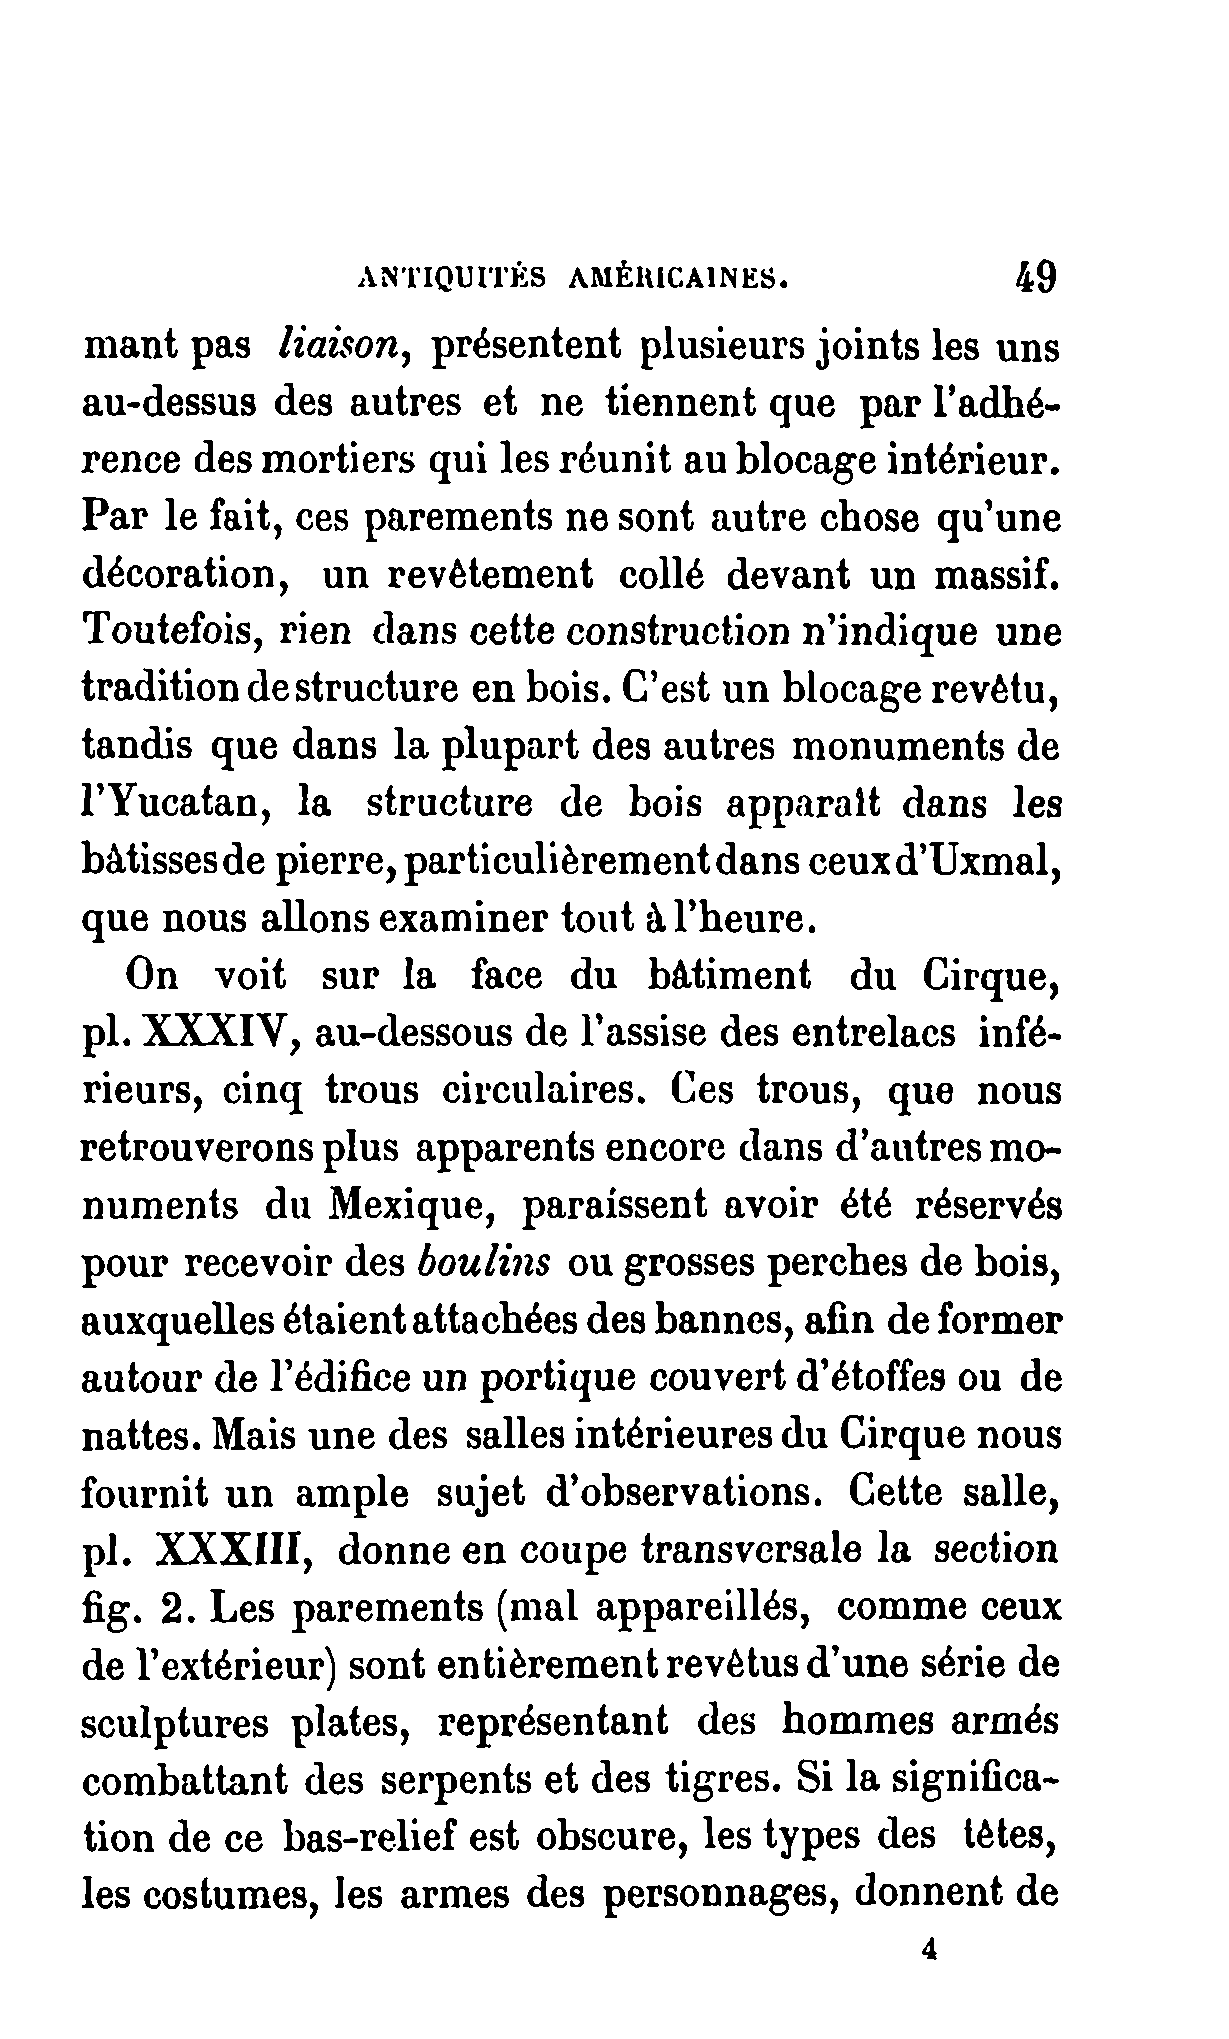 ANTIQUITÉS AMÉRICAINES. 49
mant pas liaison, présentent plusieurs joints les uns
au-dessus des autres et ne tiennent que par l'adhé-
rence des mortiers qui les réunit au blocage intérieur.
Par le fait, ces parements ne sont autre chose qu'une
décoration, un revêtement collé devant un massif.
Toutefois, rien dans cette construction n'indique une
tradition de structure en bois. C'est un blocage revêtu,
tandis que dans la plupart des autres monuments de
l'Yucatan, la structure de bois apparaît dans les
bâtisses de pierre, particulièrement dans ceux d'Uxmal,
que nous allons examiner tout à l'heure.
On voit sur la face du bâtiment du Cirque,
pl. XXXIV, au-dessous de l'assise des entrelacs infé-
rieurs, cinq trous circulaires. Ces trous, que nous
retrouverons plus apparents encore dans d'autres mo-
numents du Mexique, paraissent avoir été réservés
pour recevoir des boulins ou grosses perches de bois,
auxquelles étaient attachées des bannes, afin de former
autour de l'édifice un portique couvert d'étoffes ou de
nattes. Mais une des salles intérieures du Cirque nous
fournit un ample sujet d'observations. Cette salle,
pl. XXXIII, donne en coupe transversale la section
fig. 2. Les parements (mal appareillés, comme ceux
de l'extérieur) sont entièrement revêtus d'une série de
sculptures plates, représentant des hommes armés
combattant des serpents et des tigres. Si la significa-
tion de ce bas-relief est obscure, les types des têtes,
les costumes, les armes des personnages, donnent de
4